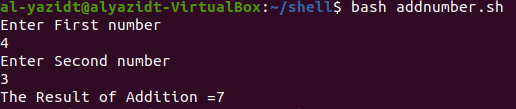 al-yazidt@alyazidt-VirtualBox:~/shell$ bash addnumber.sh
Enter First number
4
Enter Second number
3
The Result of Addition =7